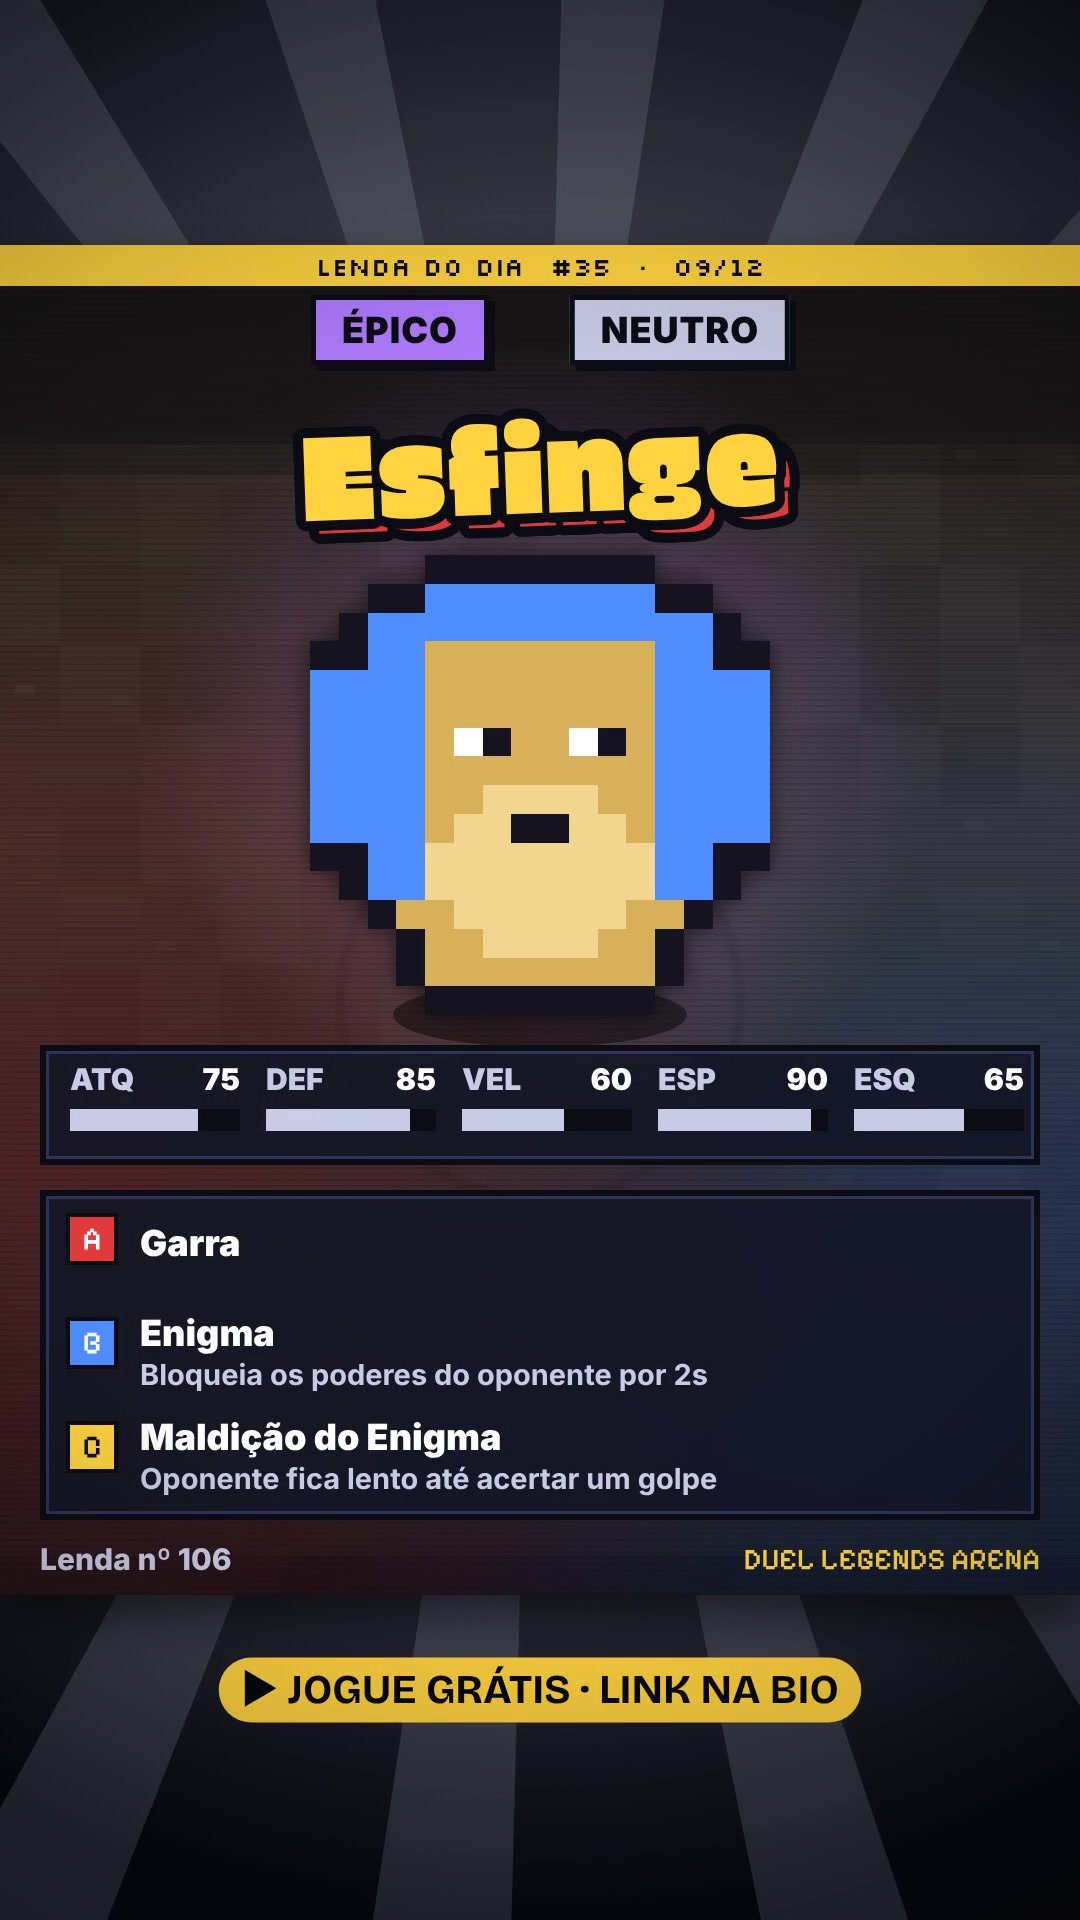 LENDA DO DIA #35 · 09/12
ÉPICO NEUTRO
Esfinge
ATQ 75 DEF 85 VEL 60 ESP 90 ESQ 65
A Garra
B Enigma
Bloqueia os poderes do oponente por 2s
C Maldição do Enigma
Oponente fica lento até acertar um golpe
Lenda nº 106 DUEL LEGENDS ARENA
▶ JOGUE GRÁTIS · LINK NA BIO